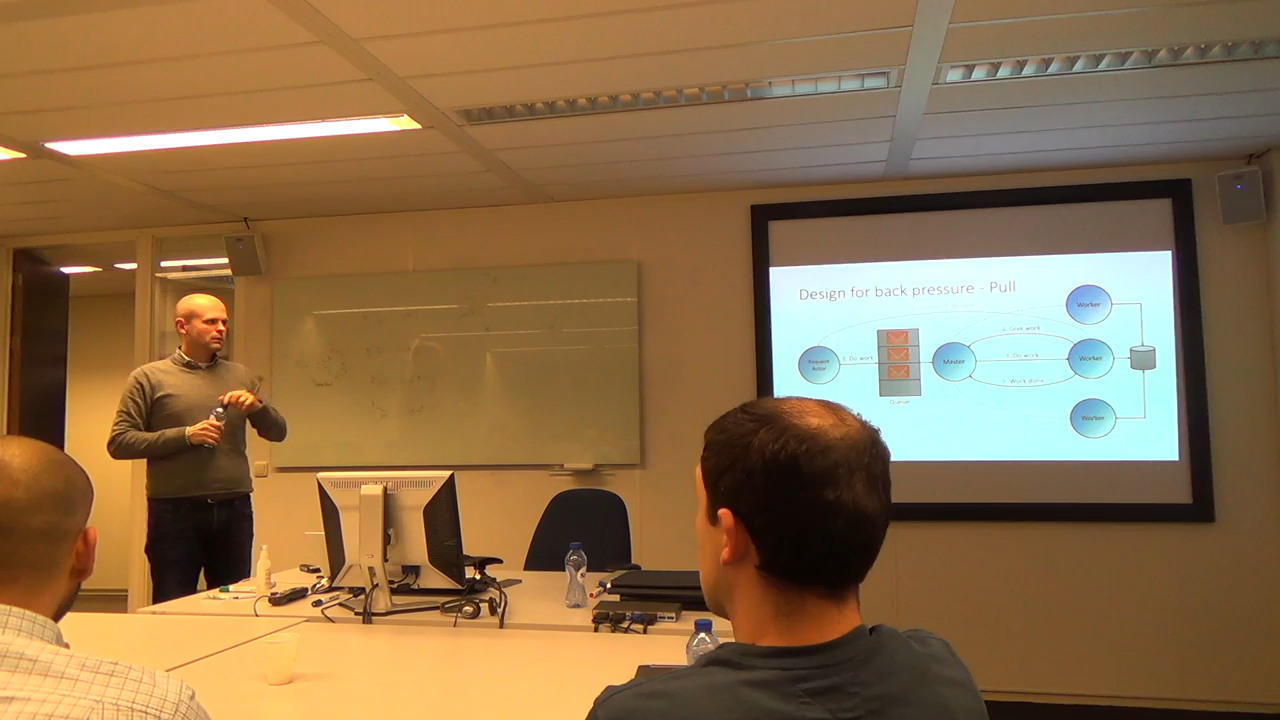 Design for back pressure - Pull
Worker
2. Seek work
Request
Actor
1. Do work
Master
3. Do work
Worker
5. Work done
Queue
Worker